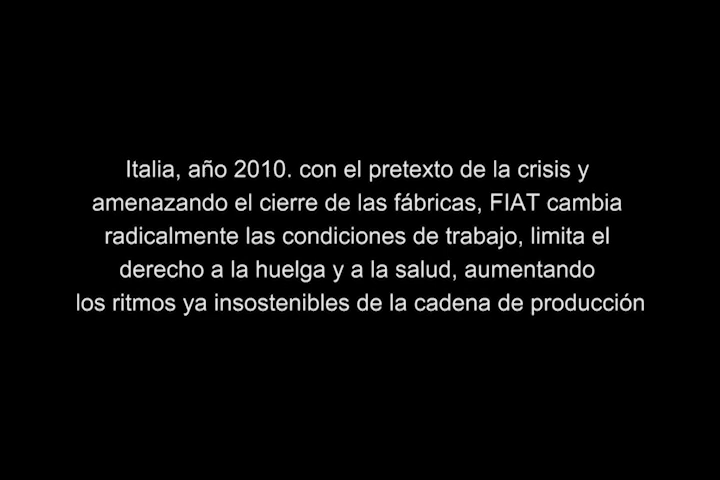 Italia, año 2010. con el pretexto de la crisis y
amenazando el cierre de las fábricas, FIAT cambia
radicalmente las condiciones de trabajo, limita el
derecho a la huelga y a la salud, aumentando
los ritmos ya insostenibles de la cadena de producción